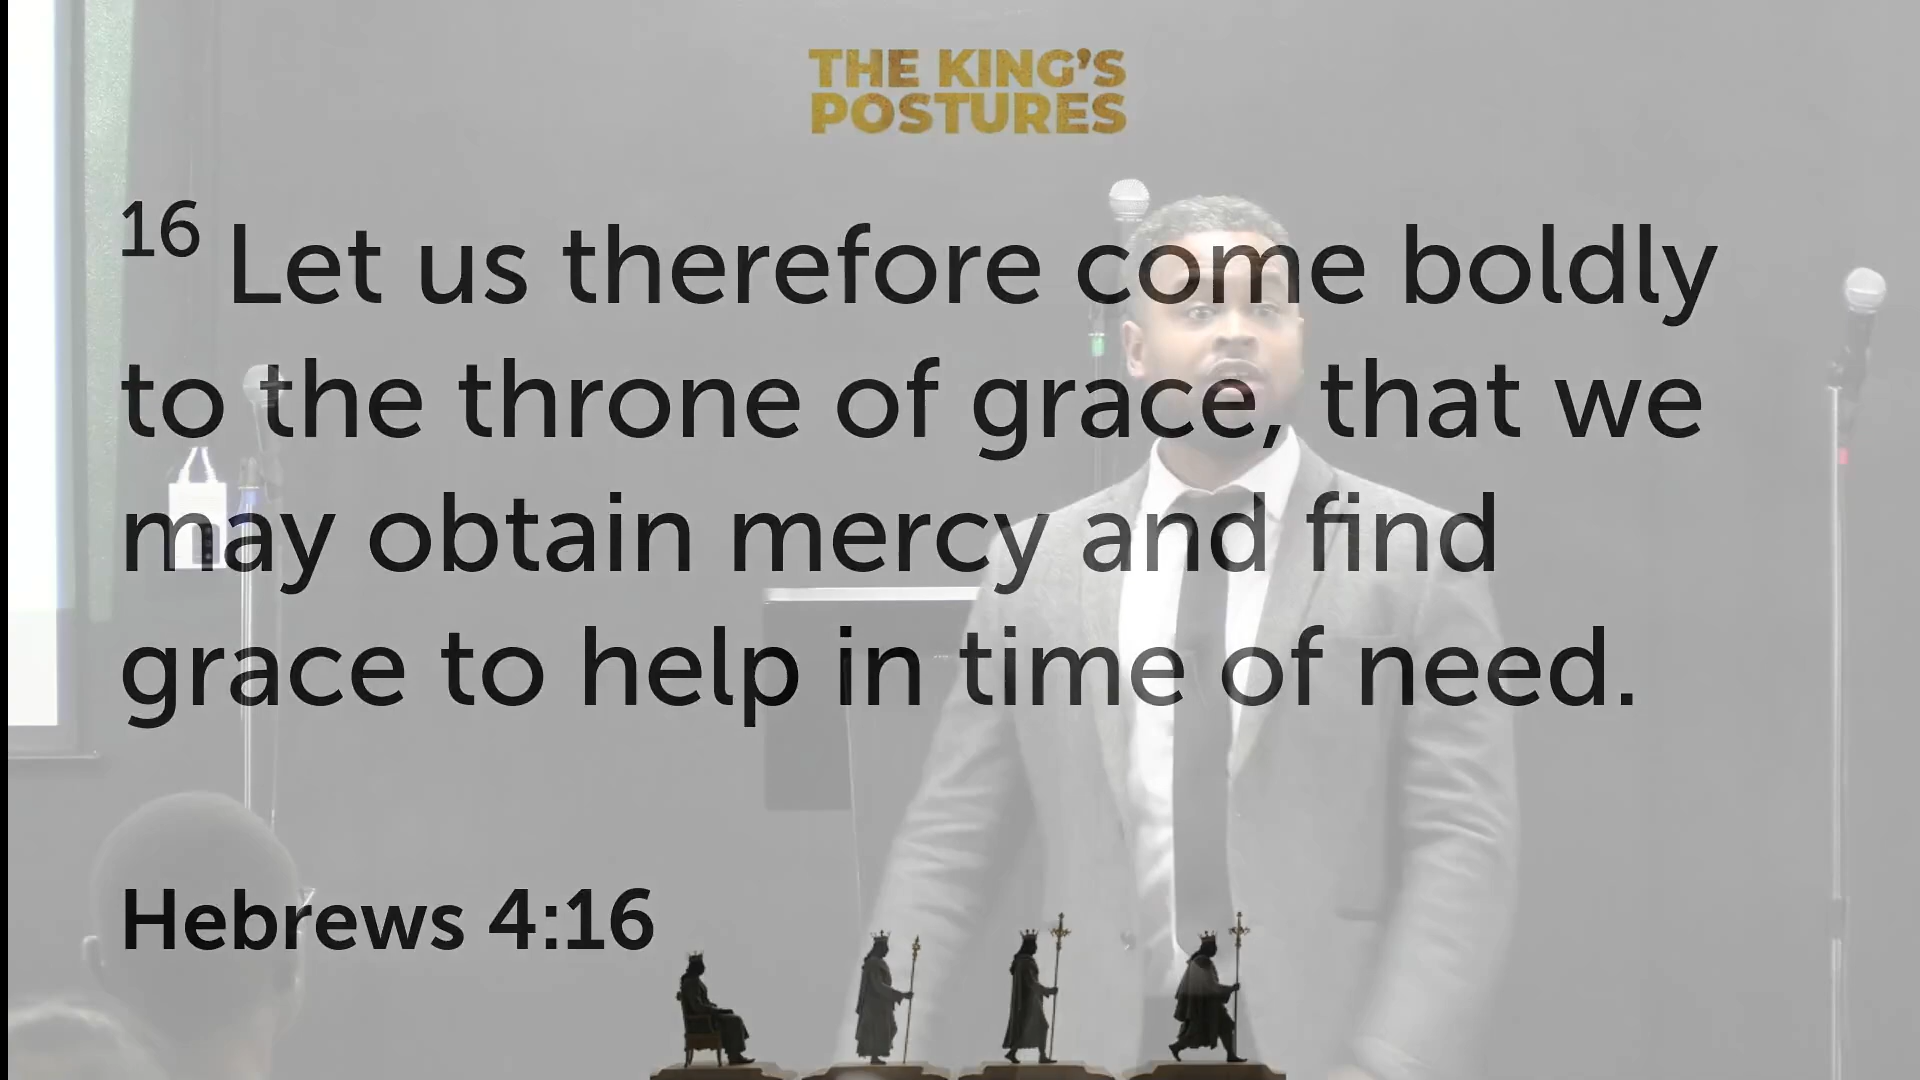 THE KING'S
POSTURES
16 Let us therefore come boldly
to the throne of grace, that we
may obtain mercy and find
grace to help in time of need.
Hebrews 4:16